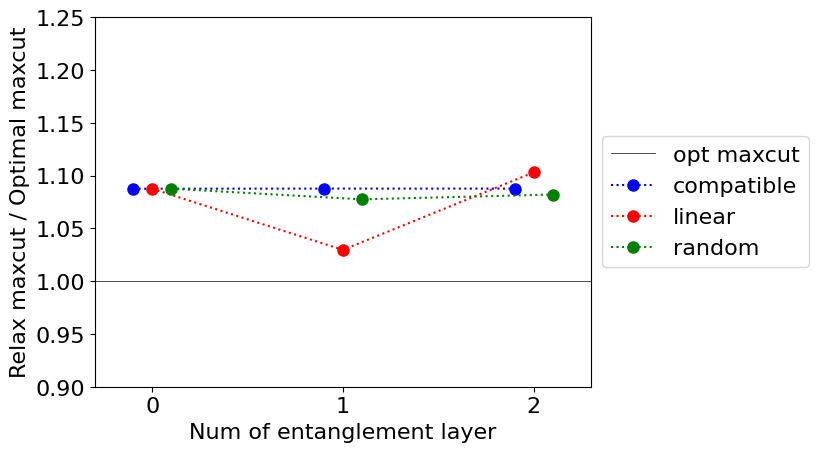 Relax maxcut / Optimal maxcut
1.25
1.20
1.15
1.10
1.05
1.00
0.95
0.90
0
1
2
Num of entanglement layer
opt maxcut
compatible
linear
random